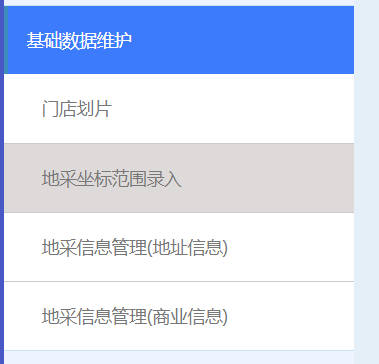 基础数据维护
门店划片
地采坐标范围录入
地采信息管理(地址信息)
地采信息管理(商业信息)